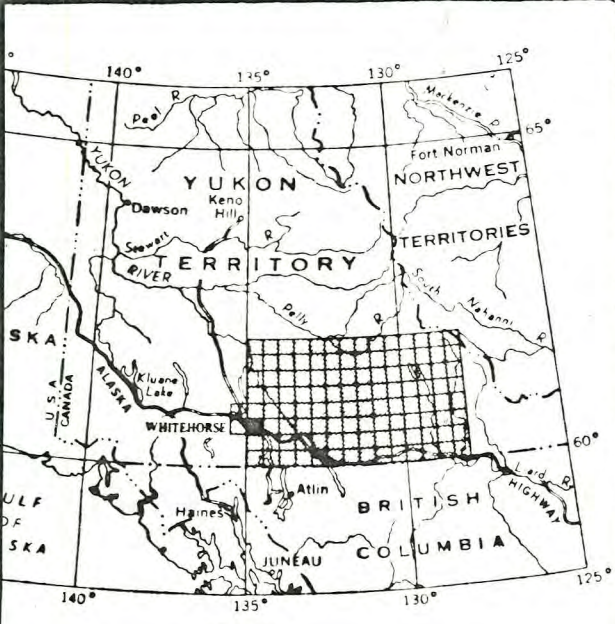 140° 135° 130° 125°
Peel R
Mackenzie R
65°
Fort Norman
YUKON
YUKON
NORTHWEST
Keno Hill
Dawson
Stewart R
TERRITORIES
RIVER
TERRITORY
South Nahanni R
Pelly R
SKA
Kluane Lake
ALASKA
USA
CANADA
WHITEHORSE
60°
Liard R
HIGHWAY
Atlin
BRITISH
ULF
OF
SKA
Haines
COLUMBIA
JUNEAU
140° 135° 130° 125°